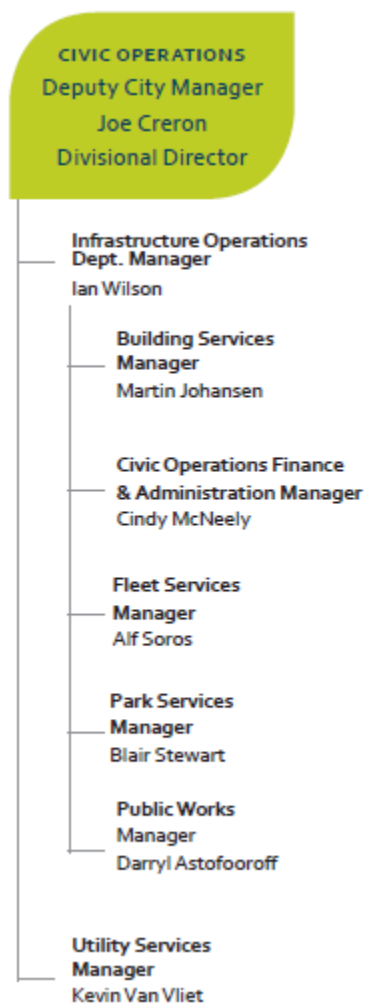 CIVIC OPERATIONS
Deputy City Manager
Joe Creron
Divisional Director
Infrastructure Operations
Dept. Manager
Ian Wilson
Building Services
Manager
Martin Johansen
Civic Operations Finance
& Administration Manager
Cindy McNeely
Fleet Services
Manager
Alf Soros
Park Services
Manager
Blair Stewart
Public Works
Manager
Darryl Astofooroff
Utility Services
Manager
Kevin Van Vliet